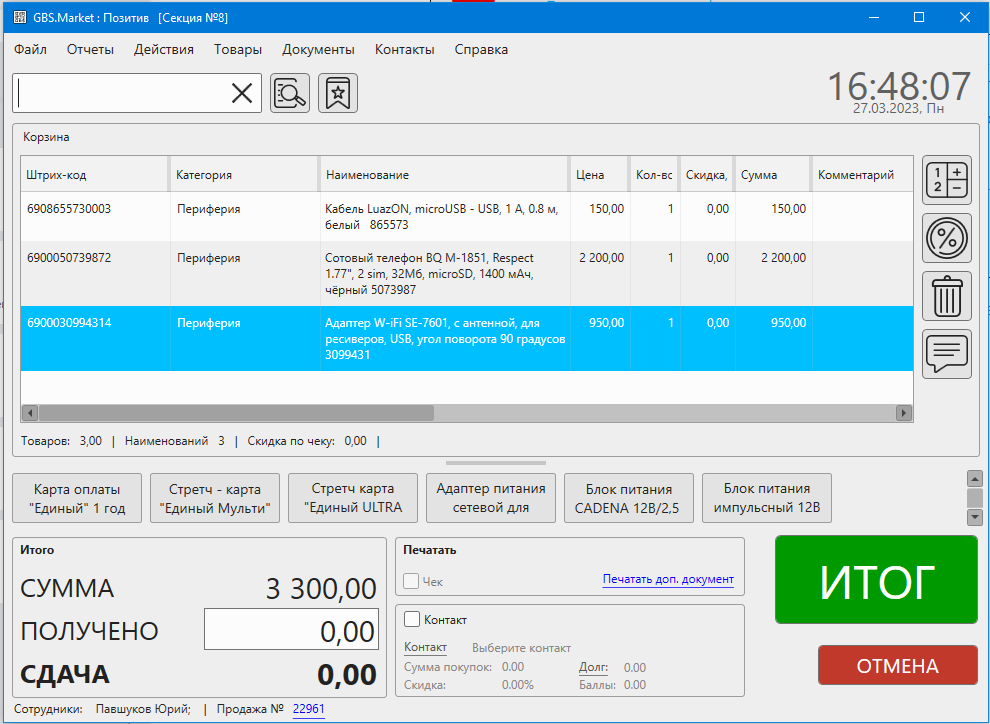 GBS.Market : Позитив [Секция №8]
Файл Отчеты Действия Товары Документы Контакты Справка
16:48:07
27.03.2023, Пн
Корзина
Штрих-код Категория Наименование Цена Кол-вс Скидка, Сумма Комментарий
6908655730003 Периферия Кабель LuazON, microUSB - USB, 1 А, 0.8 м, 150,00 1 0,00 150,00
белый 865573
6900050739872 Периферия Сотовый телефон BQ M-1851, Respect 2 200,00 1 0,00 2 200,00
1.77", 2 sim, 32Мб, microSD, 1400 мАч,
чёрный 5073987
6900030994314 Периферия Адаптер W-iFi SE-7601, с антенной, для 950,00 1 0,00 950,00
ресиверов, USB, угол поворота 90 градусов
3099431
1 + 2 −
%
Товаров: 3,00 | Наименований 3 | Скидка по чеку: 0,00 |
Карта оплаты
"Единый" 1 год
Стретч - карта
"Единый Мульти"
Стретч карта
"Единый ULTRA
Адаптер питания
сетевой для
Блок питания
CADENA 12В/2,5
Блок питания
импульсный 12В
Итого
СУММА 3 300,00
ПОЛУЧЕНО 0,00
СДАЧА 0,00
Печатать
Чек Печатать доп. документ
Контакт
Контакт Выберите контакт
Сумма покупок: 0.00 Долг: 0.00
Скидка: 0.00% Баллы: 0.00
ИТОГ
ОТМЕНА
Сотрудники: Павшуков Юрий; | Продажа № 22961